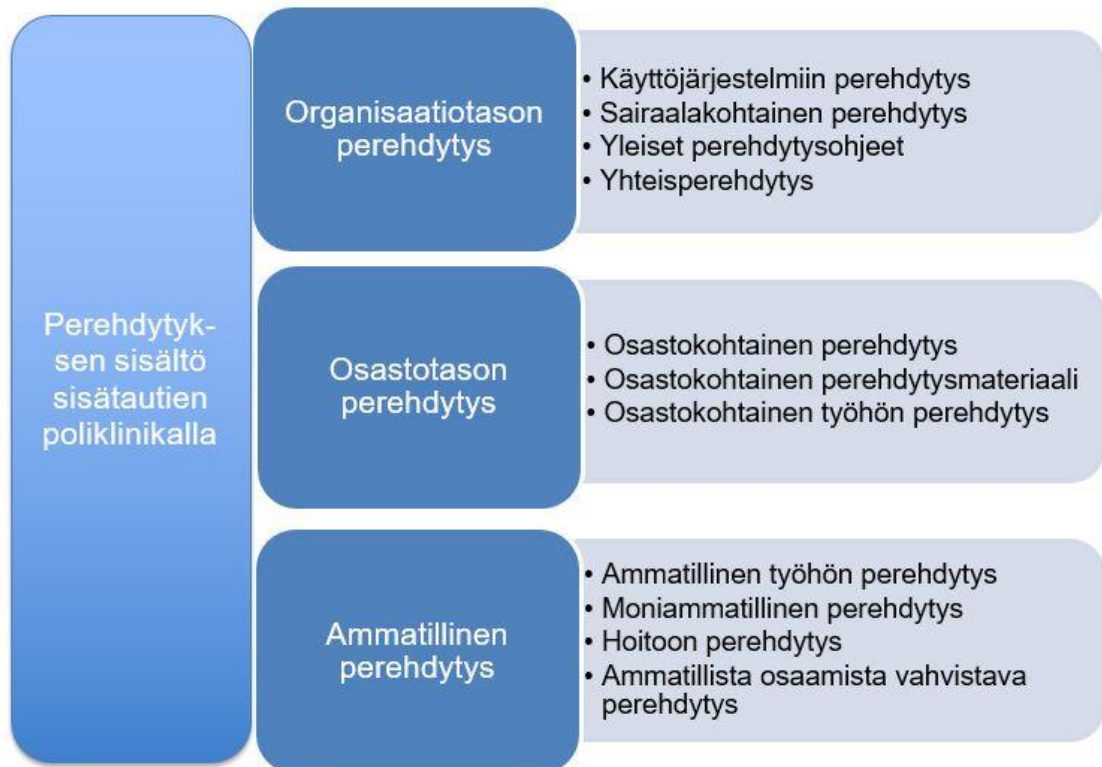 Perehdytyk-
sen sisältö
sisätautien
poliklinikalla
Organisaatiotason
perehdytys
• Käyttöjärjestelmiin perehdytys
• Sairaalakohtainen perehdytys
• Yleiset perehdytysohjeet
• Yhteisperehdytys
Osastotason
perehdytys
• Osastokohtainen perehdytys
• Osastokohtainen perehdytysmateriaali
• Osastokohtainen työhön perehdytys
Ammatillinen
perehdytys
• Ammatillinen työhön perehdytys
• Moniammatillinen perehdytys
• Hoitoon perehdytys
• Ammatillista osaamista vahvistava
perehdytys